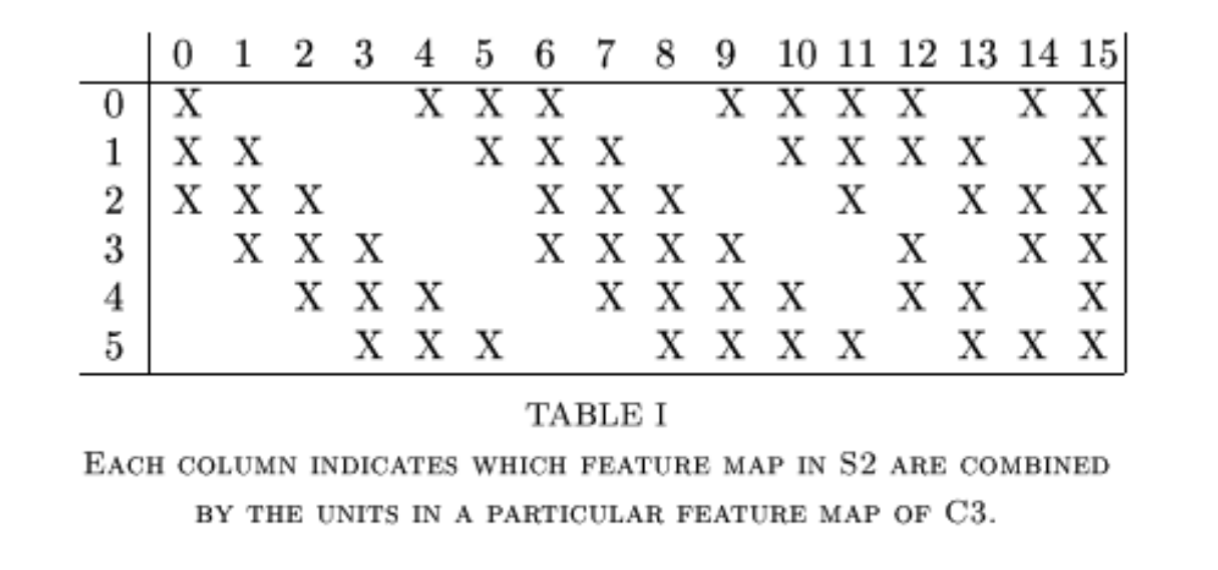 0 1 2 3 4 5 6 7 8 9 10 11 12 13 14 15
0 X X X X X X X X X X
1 X X X X X X X X X X
2 X X X X X X X X X X
3 X X X X X X X X X X
4 X X X X X X X X X X
5 X X X X X X X X X X
TABLE I
EACH COLUMN INDICATES WHICH FEATURE MAP IN S2 ARE COMBINED
BY THE UNITS IN A PARTICULAR FEATURE MAP OF C3.